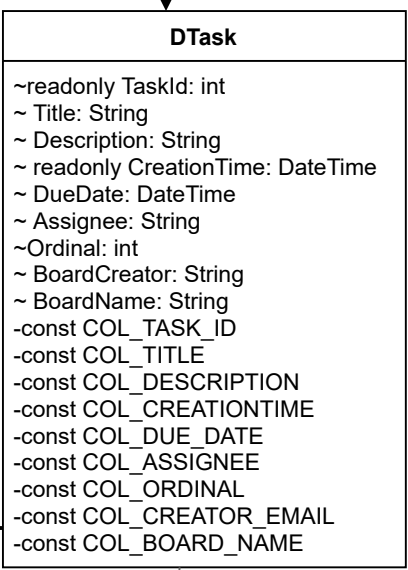 DTask
~readonly TaskId: int
~ Title: String
~ Description: String
~ readonly CreationTime: DateTime
~ DueDate: DateTime
~ Assignee: String
~Ordinal: int
~ BoardCreator: String
~ BoardName: String
-const COL_TASK_ID
-const COL_TITLE
-const COL_DESCRIPTION
-const COL_CREATIONTIME
-const COL_DUE_DATE
-const COL_ASSIGNEE
-const COL_ORDINAL
-const COL_CREATOR_EMAIL
-const COL_BOARD_NAME